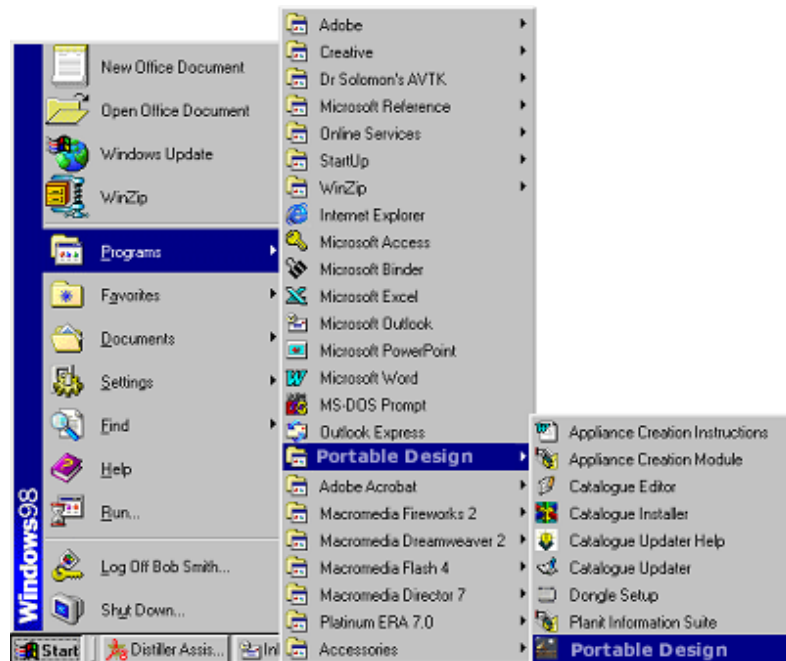 New Office Document
Open Office Document
Windows Update
WinZip
Programs
Favorites
Documents
Settings
Find
Help
Run...
Log Off Bob Smith...
Shut Down...
Windows98
Start
Distiller Assis...
Adobe
Creative
Dr Solomon's AVTK
Microsoft Reference
Online Services
StartUp
WinZip
Internet Explorer
Microsoft Access
Microsoft Binder
Microsoft Excel
Microsoft Outlook
Microsoft PowerPoint
Microsoft Word
MS-DOS Prompt
Outlook Express
Portable Design
Adobe Acrobat
Macromedia Fireworks 2
Macromedia Dreamweaver 2
Macromedia Flash 4
Macromedia Director 7
Platinum ERA 7.0
Accessories
Appliance Creation Instructions
Appliance Creation Module
Catalogue Editor
Catalogue Installer
Catalogue Updater Help
Catalogue Updater
Dongle Setup
Planit Information Suite
Portable Design